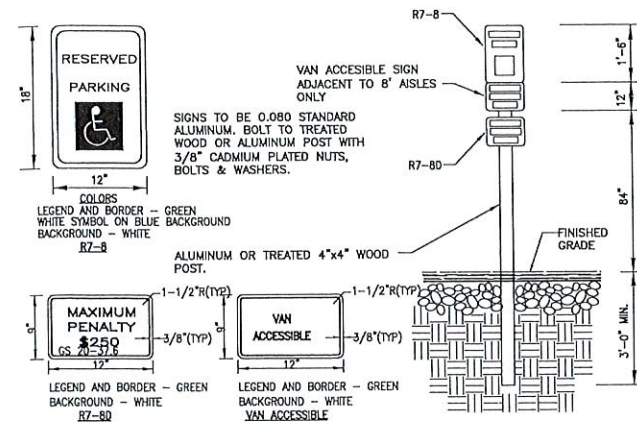 18"
RESERVED
PARKING
12"
COLORS
LEGEND AND BORDER – GREEN
WHITE SYMBOL ON BLUE BACKGROUND
BACKGROUND – WHITE
R7-8
SIGNS TO BE 0.080 STANDARD
ALUMINUM. BOLT TO TREATED
WOOD OR ALUMINUM POST WITH
3/8" CADMIUM PLATED NUTS,
BOLTS & WASHERS.
VAN ACCESIBLE SIGN
ADJACENT TO 8' AISLES
ONLY
R7-8
R7-8D
1'-6"
12"
84"
FINISHED
GRADE
3'-0" MIN.
ALUMINUM OR TREATED 4"x4" WOOD
POST.
9"
MAXIMUM
PENALTY
$250
GS 20-37.6
1-1/2"R(TYP)
3/8"(TYP)
12"
LEGEND AND BORDER – GREEN
BACKGROUND – WHITE
R7-8D
9"
VAN
ACCESSIBLE
1-1/2"R(TYP)
3/8"(TYP)
12"
LEGEND AND BORDER – GREEN
BACKGROUND – WHITE
VAN ACCESSIBLE